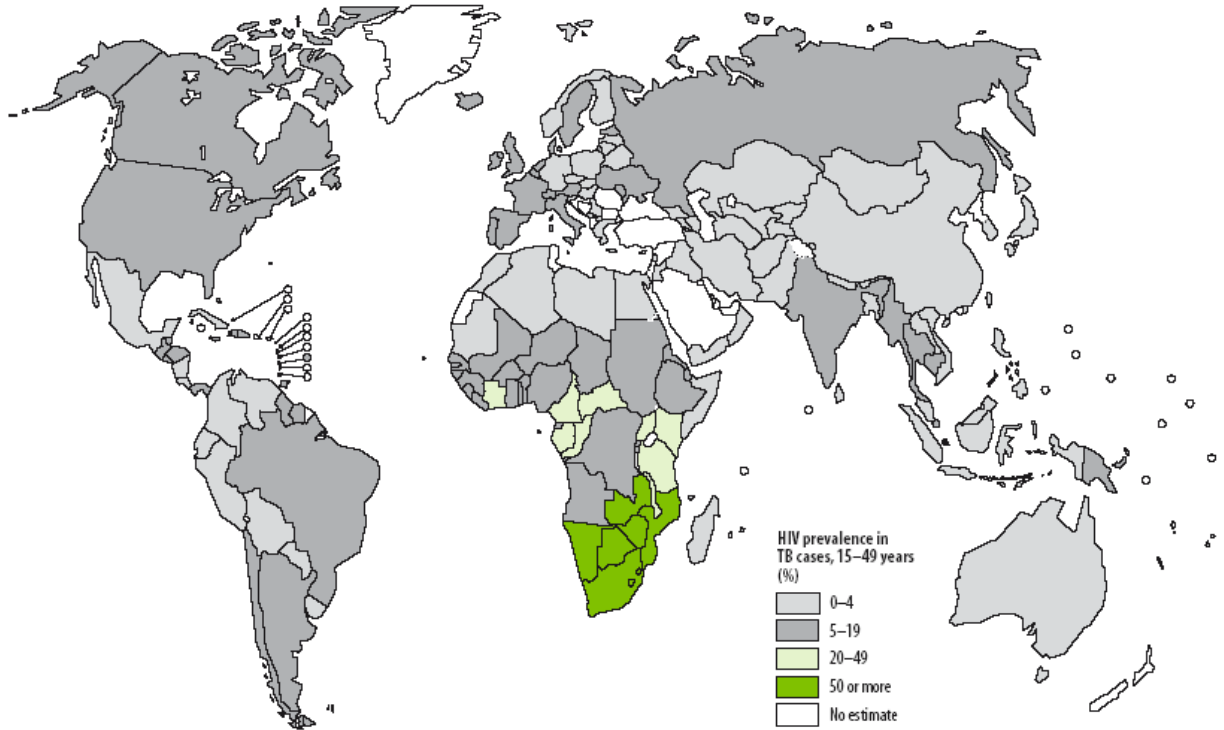 HIV prevalence in
TB cases, 15–49 years
(%)
0–4
5–19
20–49
50 or more
No estimate